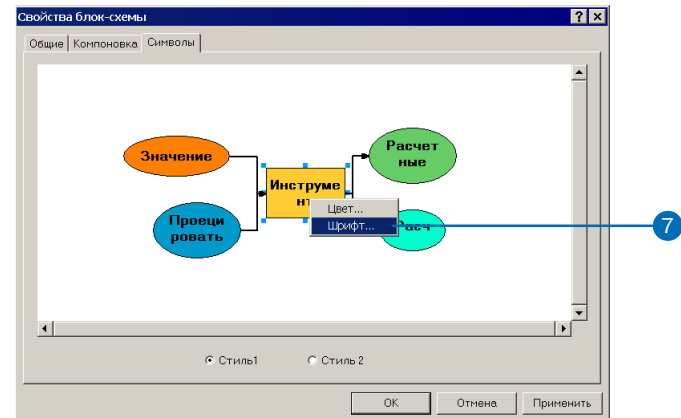 Свойства блок-схемы
? ×
Общие Компоновка Символы
Значение
Расчет
ные
Инструме
нт
Цвет...
Шрифт...
Проеци
ровать
Расч
7
Стиль1 Стиль 2
OK Отмена Применить